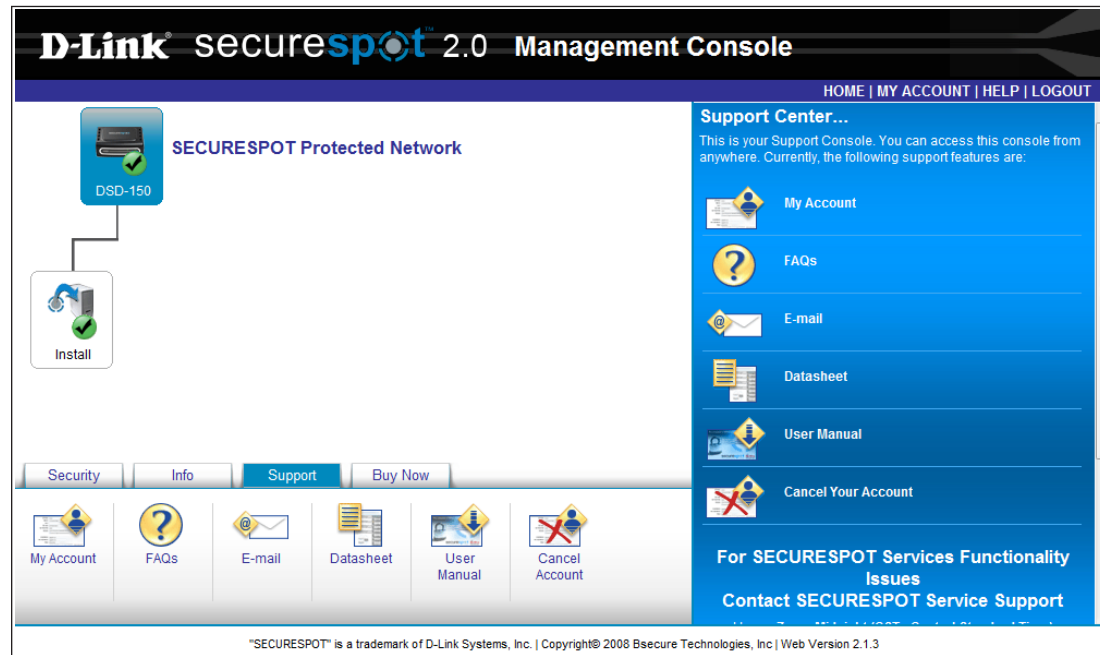 D-Link® securespot™ 2.0 Management Console
HOME | MY ACCOUNT | HELP | LOGOUT
DSD-150
SECURESPOT Protected Network
Install
Support Center...
This is your Support Console. You can access this console from
anywhere. Currently, the following support features are:
My Account
FAQs
E-mail
Datasheet
User Manual
Cancel Your Account
For SECURESPOT Services Functionality
Issues
Contact SECURESPOT Service Support
Security
Info
Support
Buy Now
My Account
FAQs
E-mail
Datasheet
User
Manual
Cancel
Account
"SECURESPOT" is a trademark of D-Link Systems, Inc. | Copyright© 2008 Bsecure Technologies, Inc | Web Version 2.1.3